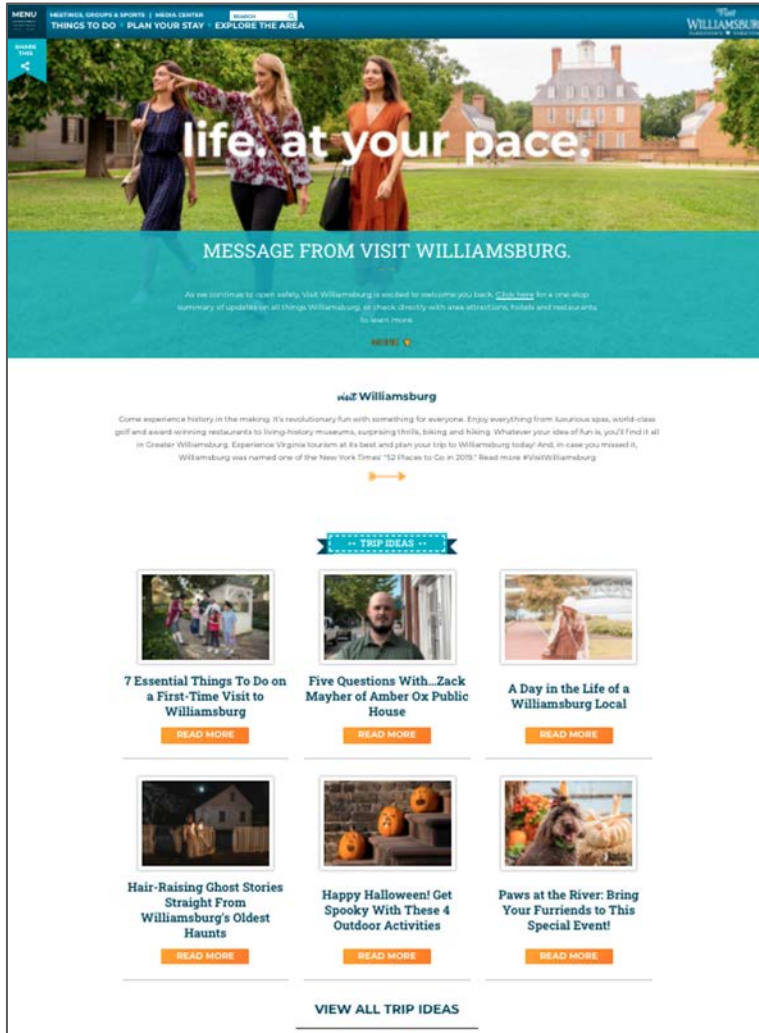 MENU
MEETINGS, GROUPS & SPORTS | MEDIA CENTER
SEARCH
THINGS TO DO • PLAN YOUR STAY • EXPLORE THE AREA
Visit
WILLIAMSBURG
SHARE
THIS
life. at your pace.
MESSAGE FROM VISIT WILLIAMSBURG.
As we continue to open safely, Visit Williamsburg is excited to welcome you back. Click here for a one-stop
summary of updates on all things Williamsburg, or check directly with area attractions, hotels and restaurants
to learn more.
visit Williamsburg
Come experience history in the making. It's revolutionary fun with something for everyone. Enjoy everything from luxurious spas, world-class
golf and award-winning restaurants to living-history museums, surprising thrills, biking and hiking. Whatever your idea of fun is, you'll find it all
in Greater Williamsburg. Experience Virginia tourism at its best and plan your trip to Williamsburg today! And, in case you missed it,
Williamsburg was named one of the New York Times' "52 Places to Go in 2019." Read more #VisitWilliamsburg
TRIP IDEAS
7 Essential Things To Do on
a First-Time Visit to
Williamsburg
READ MORE
Five Questions With...Zack
Mayher of Amber Ox Public
House
READ MORE
A Day in the Life of a
Williamsburg Local
READ MORE
Hair-Raising Ghost Stories
Straight From
Williamsburg's Oldest
Haunts
READ MORE
Happy Halloween! Get
Spooky With These 4
Outdoor Activities
READ MORE
Paws at the River: Bring
Your Furriends to This
Special Event!
READ MORE
VIEW ALL TRIP IDEAS